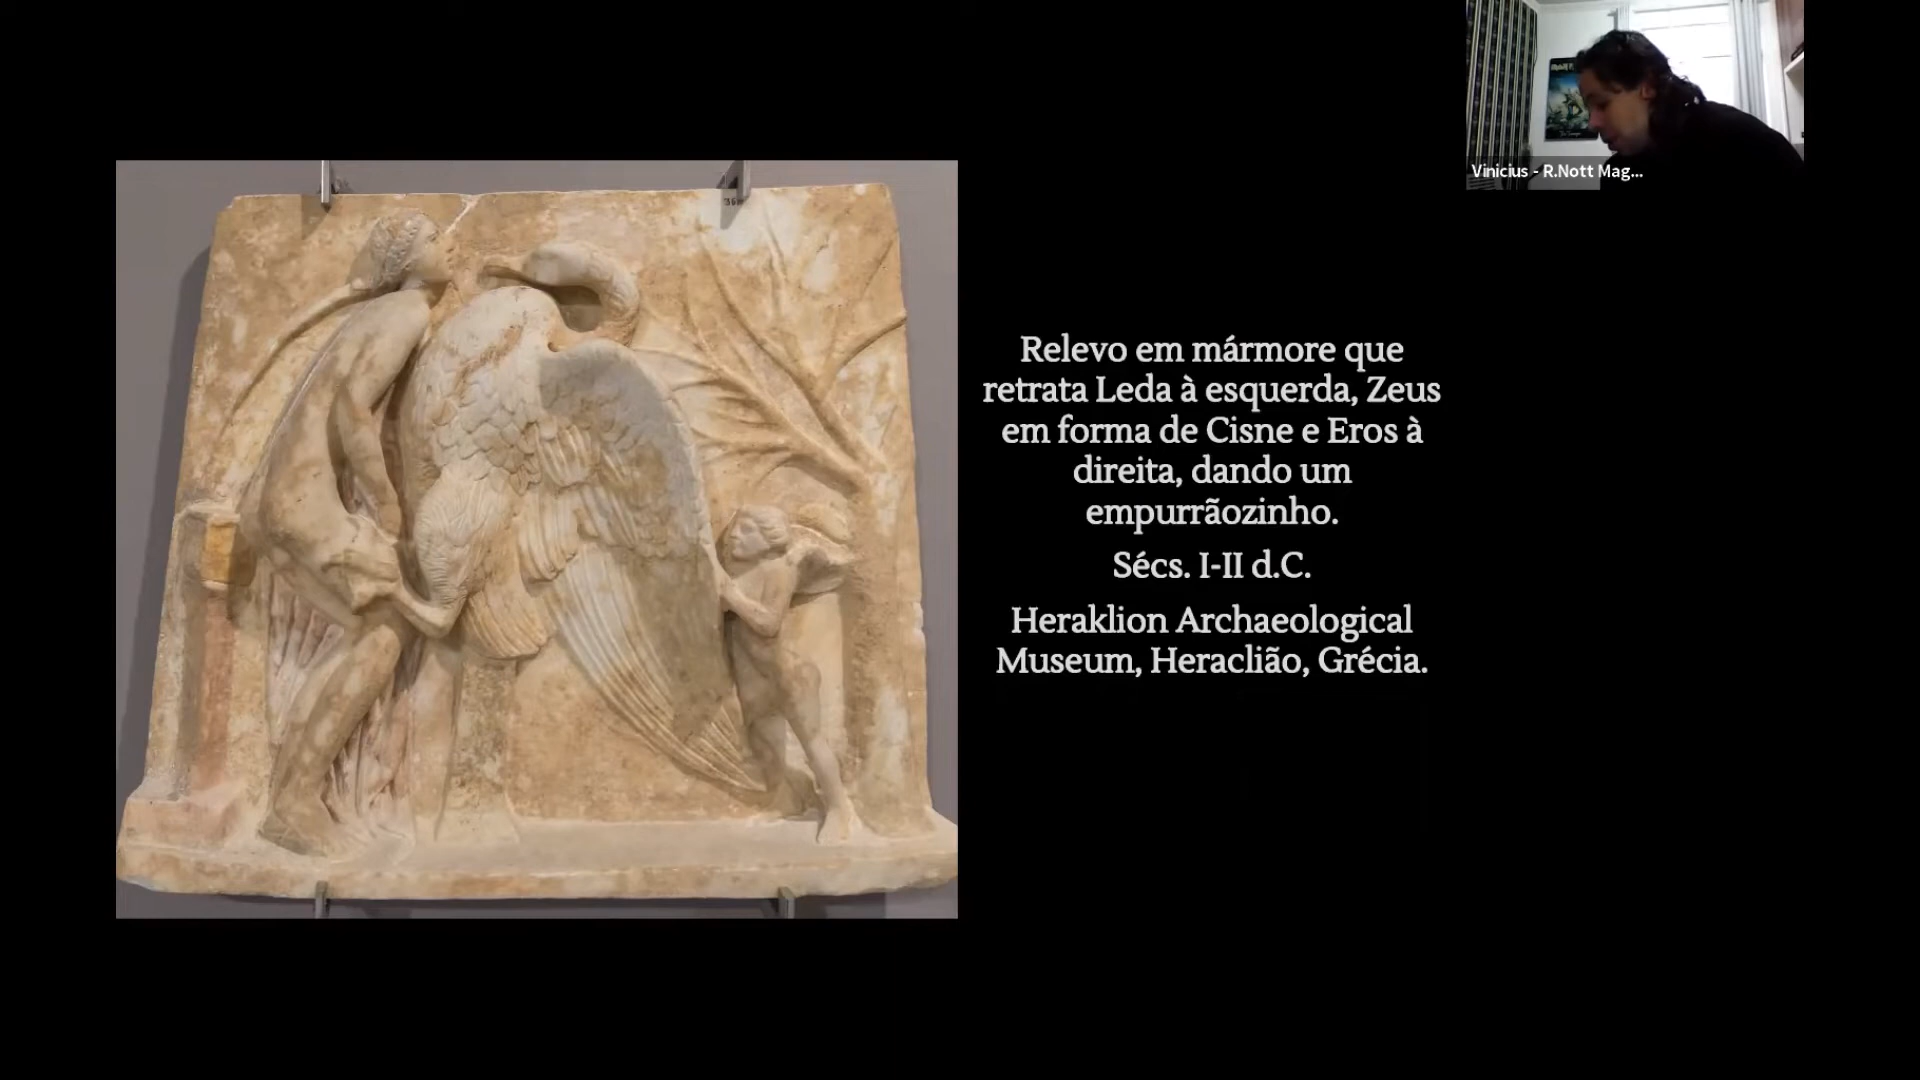 Vinicius - R.Nott Mag...
Relevo em mármore que
retrata Leda à esquerda, Zeus
em forma de Cisne e Eros à
direita, dando um
empurrãozinho.
Sécs. I-II d.C.
Heraklion Archaeological
Museum, Heraclião, Grécia.